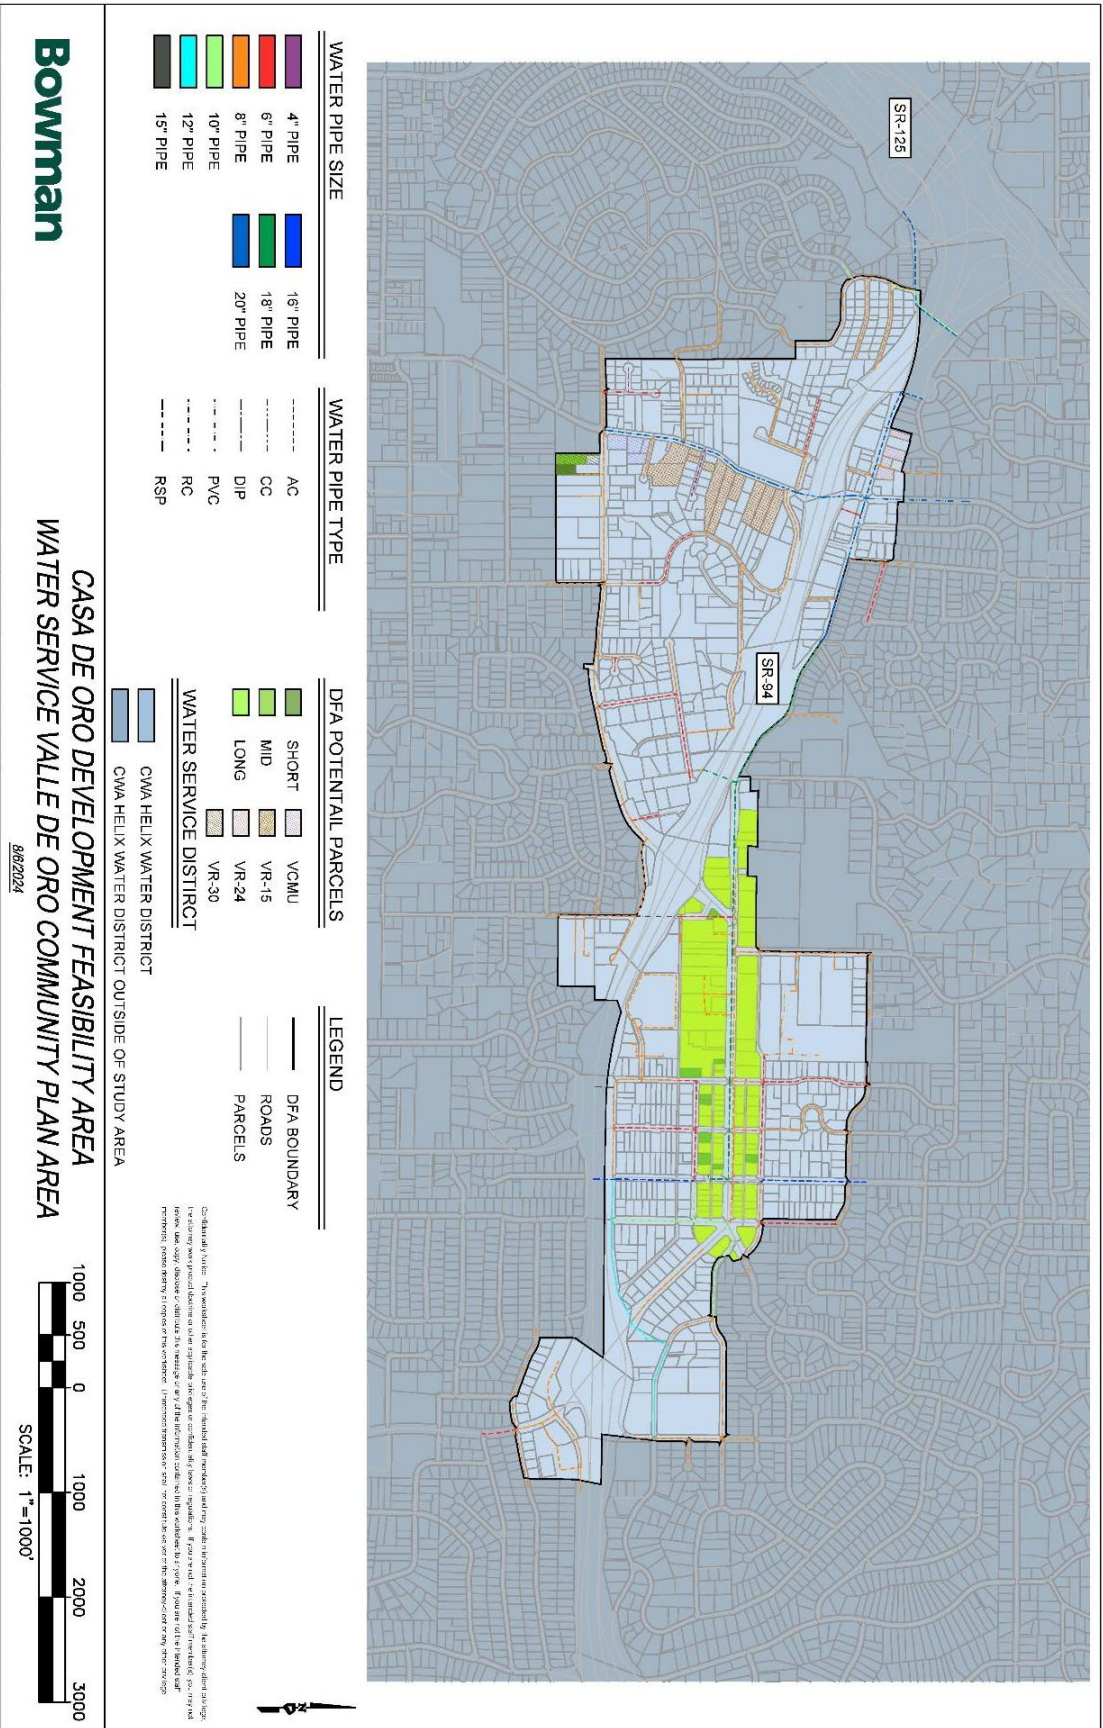 SR-125
SR-94
WATER PIPE SIZE
4" PIPE
6" PIPE
8" PIPE
10" PIPE
12" PIPE
15" PIPE
16" PIPE
18" PIPE
20" PIPE
WATER PIPE TYPE
AC
CC
DIP
PVC
RC
RSP
DFA POTENTAIL PARCELS
SHORT
MID
LONG
VCMU
VR-15
VR-24
VR-30
WATER SERVICE DISTIRCT
CWA HELIX WATER DISTRICT
CWA HELIX WATER DISTRICT OUTSIDE OF STUDY AREA
LEGEND
DFA BOUNDARY
ROADS
PARCELS
N
Bowman
CASA DE ORO DEVELOPMENT FEASIBILITY AREA
WATER SERVICE VALLE DE ORO COMMUNITY PLAN AREA
8/6/2024
1000 500 0 1000 2000 3000
SCALE: 1"=1000'